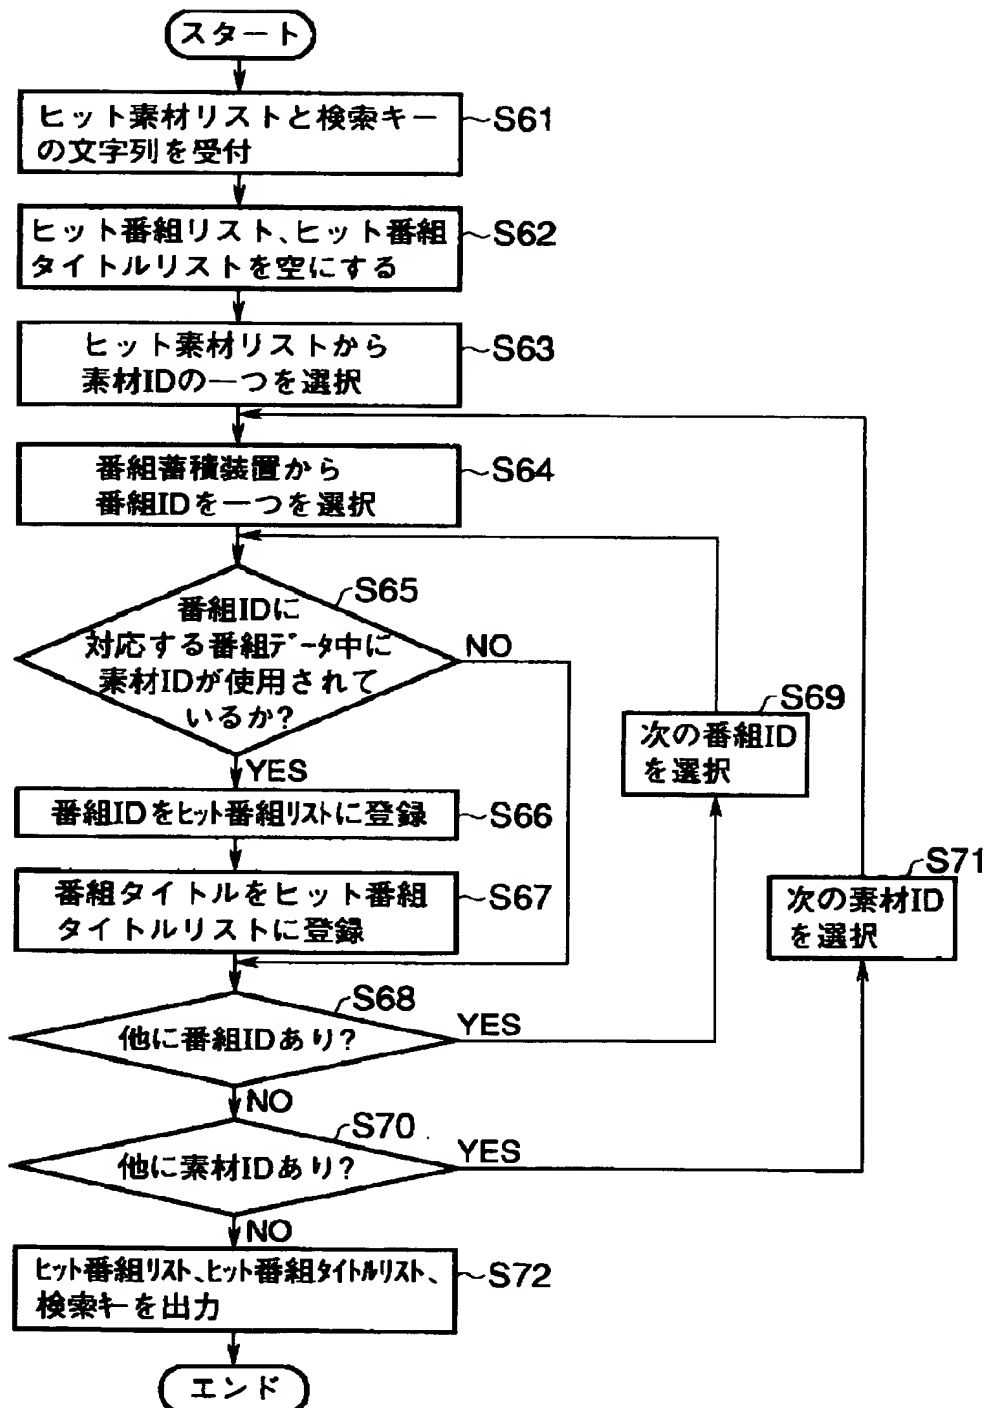 スタート
ヒット素材リストと検索キー
の文字列を受付
S61
ヒット番組リスト、ヒット番組
タイトルリストを空にする
S62
ヒット素材リストから
素材IDの一つを選択
S63
番組蓄積装置から
番組IDを一つを選択
S64
番組IDに
対応する番組データ中に
素材IDが使用されて
いるか?
S65
NO
YES
番組IDをヒット番組リストに登録
S66
番組タイトルをヒット番組
タイトルリストに登録
S67
他に番組IDあり?
S68
YES
NO
次の番組ID
を選択
S69
他に素材IDあり?
S70
YES
NO
次の素材ID
を選択
S71
ヒット番組リスト、ヒット番組タイトルリスト、
検索キーを出力
S72
エンド